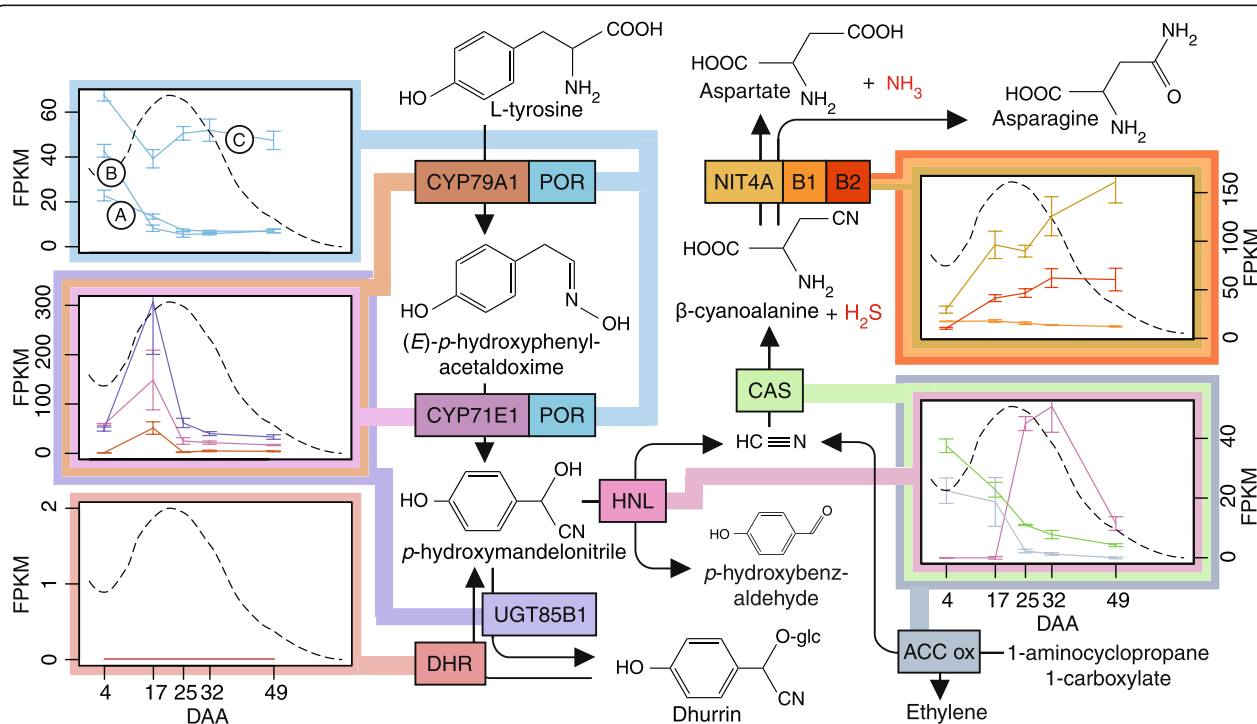 FPKM
60
40
20
0
A
B
C
FPKM
300
200
100
0
FPKM
2
1
0
4 17 25 32 49
DAA
HO
COOH
NH2
L-tyrosine
CYP79A1 POR
HO
N
OH
(E)-p-hydroxyphenyl-
acetaldoxime
CYP71E1 POR
HO
OH
CN
p-hydroxymandelonitrile
HNL
UGT85B1
DHR
HO
O-glc
CN
Dhurrin
HO
O
p-hydroxybenz-
aldehyde
HC≡N
CAS
HOOC
CN
NH2
β-cyanoalanine + H2S
NIT4A B1 B2
HOOC
COOH
NH2
Aspartate
+ NH3
HOOC
NH2
O
NH2
Asparagine
150
100
50
0
FPKM
40
20
0
FPKM
4 17 25 32 49
DAA
ACC ox
1-aminocyclopropane
1-carboxylate
Ethylene